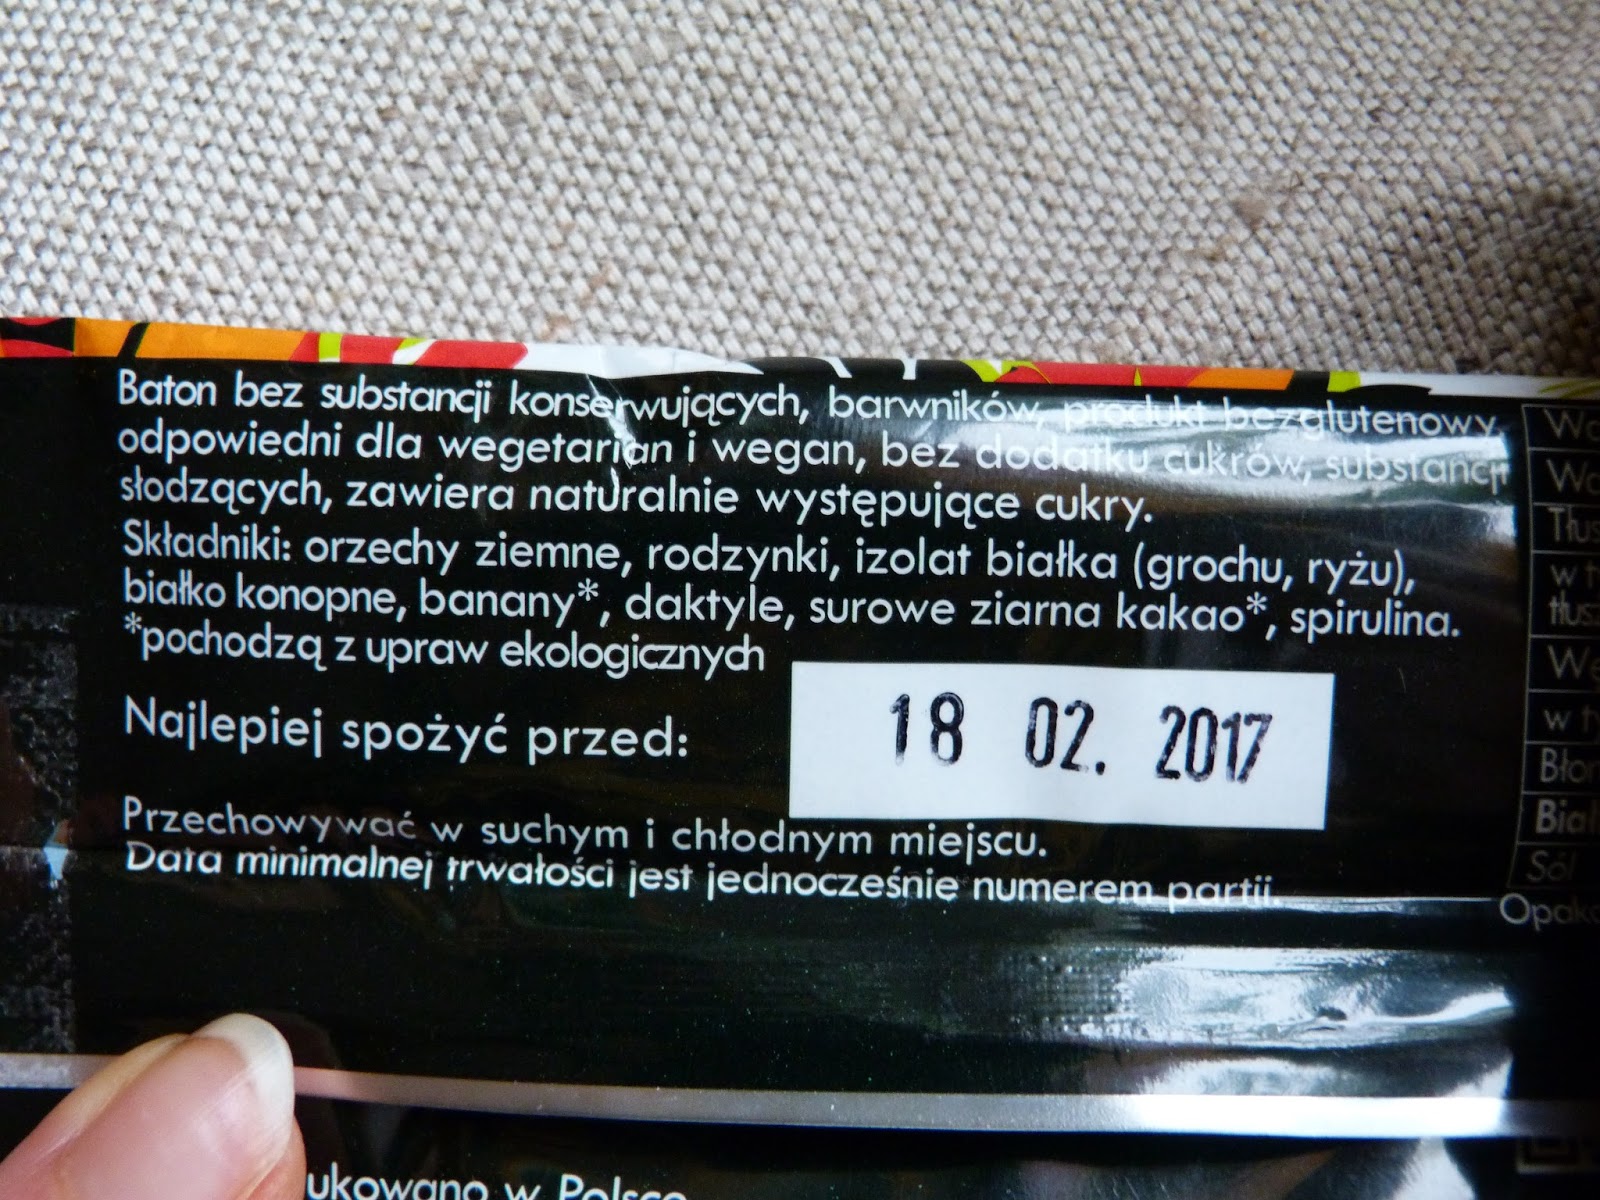 Baton bez substancji konserwujących, barwników, produkt bezglutenowy,
odpowiedni dla wegetarian i wegan, bez dodatku cukrów, substancji
słodzących, zawiera naturalnie występujące cukry.
Składniki: orzechy ziemne, rodzynki, izolat białka (grochu, ryżu),
białko konopne, banany*, daktyle, surowe ziarna kakao*, spirulina.
*pochodzą z upraw ekologicznych
Najlepiej spożyć przed: 18 02. 2017
Przechowywać w suchym i chłodnym miejscu.
Data minimalnej trwałości jest jednocześnie numerem partii.
w Polsce
w t
Sól